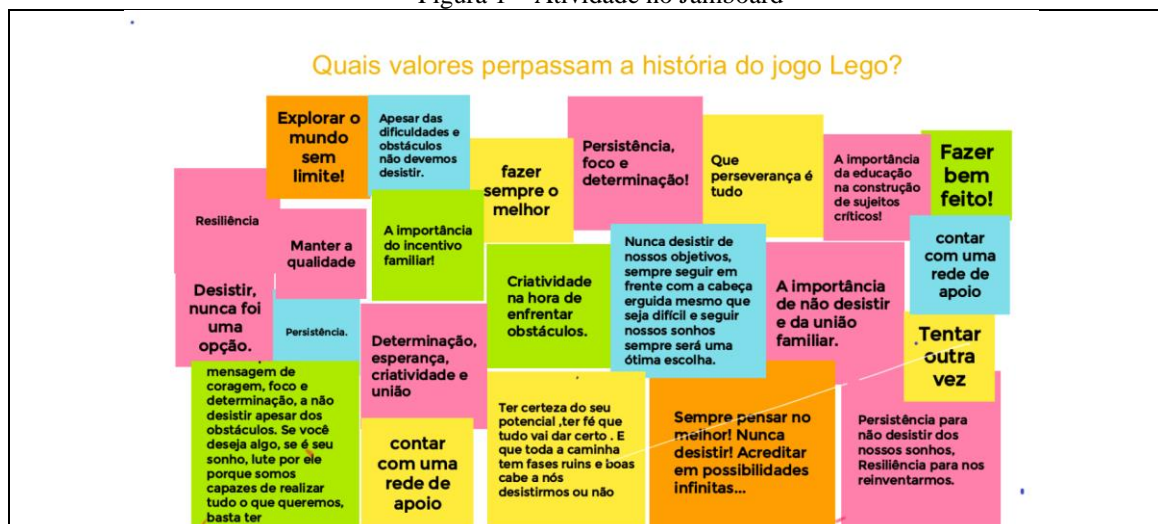 Figura 1 – Atividade no Jamboard
Quais valores perpassam a história do jogo Lego?
Explorar o
mundo
sem
limite!
Apesar das
dificuldades e
obstáculos
não devemos
desistir.
fazer
sempre o
melhor
Persistência,
foco e
determinação!
Que
perseverança é
tudo
A importância
da educação
na construção
de sujeitos
críticos!
Fazer
bem
feito!
Resiliência
Manter a
qualidade
A importância
do incentivo
familiar!
Criatividade
na hora de
enfrentar
obstáculos.
Nunca desistir de
nossos objetivos,
sempre seguir em
frente com a cabeça
erguida mesmo que
seja difícil e seguir
nossos sonhos
sempre será uma
ótima escolha.
A importância
de não desistir
e da união
familiar.
contar
com uma
rede de
apoio
Desistir,
nunca foi
uma
opção.
Persistência.
Determinação,
esperança,
criatividade e
união
Tentar
outra
vez
mensagem de
coragem, foco e
determinação, a não
desistir apesar dos
obstáculos. Se você
deseja algo, se é seu
sonho, lute por ele
porque somos
capazes de realizar
tudo o que queremos,
basta ter
contar
com uma
rede de
apoio
Ter certeza do seu
potencial ,ter fé que
tudo vai dar certo . E
que toda a caminha
tem fases ruins e boas
cabe a nós
desistirmos ou não
Sempre pensar no
melhor! Nunca
desistir! Acreditar
em possibilidades
infinitas...
Persistência para
não desistir dos
nossos sonhos,
Resiliência para nos
reinventarmos.